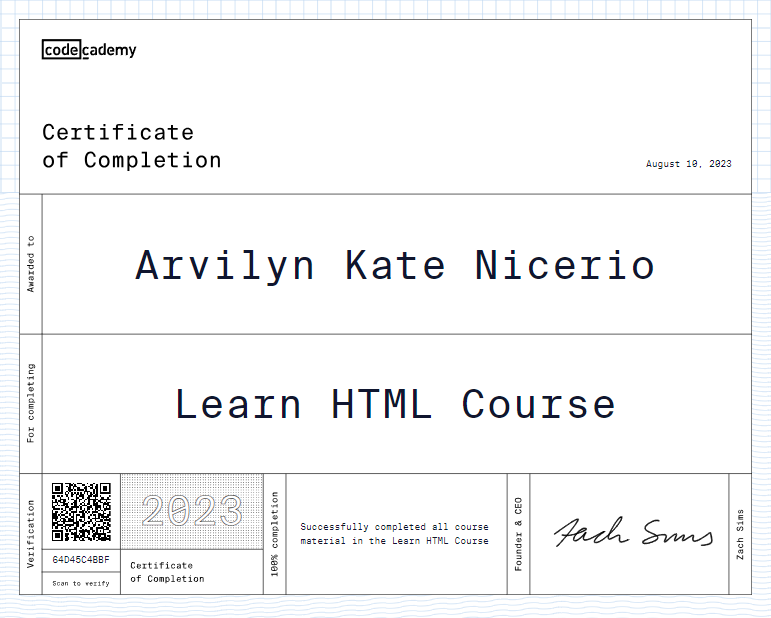 codecademy
Certificate
of Completion
August 10, 2023
Awarded to
Arvilyn Kate Nicerio
For completing
Learn HTML Course
Verification
64D45C4BBF
Scan to verify
2023
Certificate
of Completion
100% completion
Successfully completed all course
material in the Learn HTML Course
Founder & CEO
Zach Sims
Zach Sims